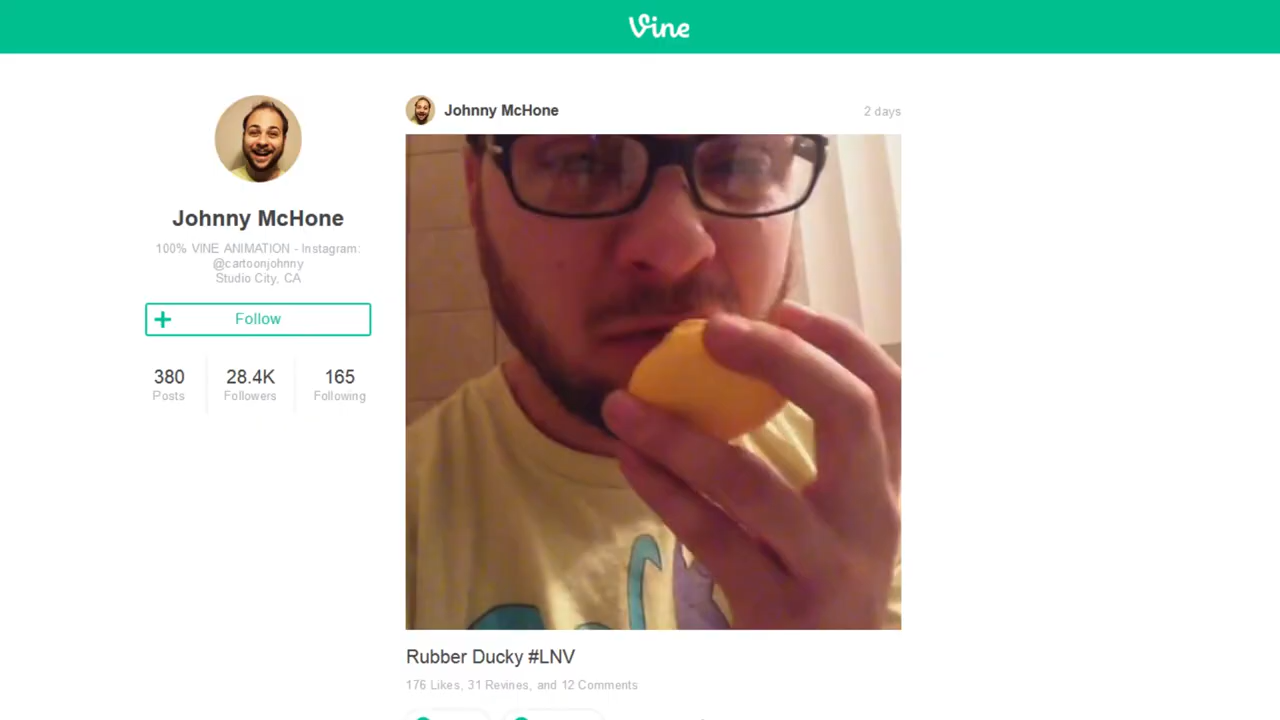 Vine
Johnny McHone
2 days
Johnny McHone
100% VINE ANIMATION - Instagram:
@cartoonjohnny
Studio City, CA
Follow
380
28.4K
165
Posts
Followers
Following
Rubber Ducky #LNV
176 Likes, 31 Revines, and 12 Comments